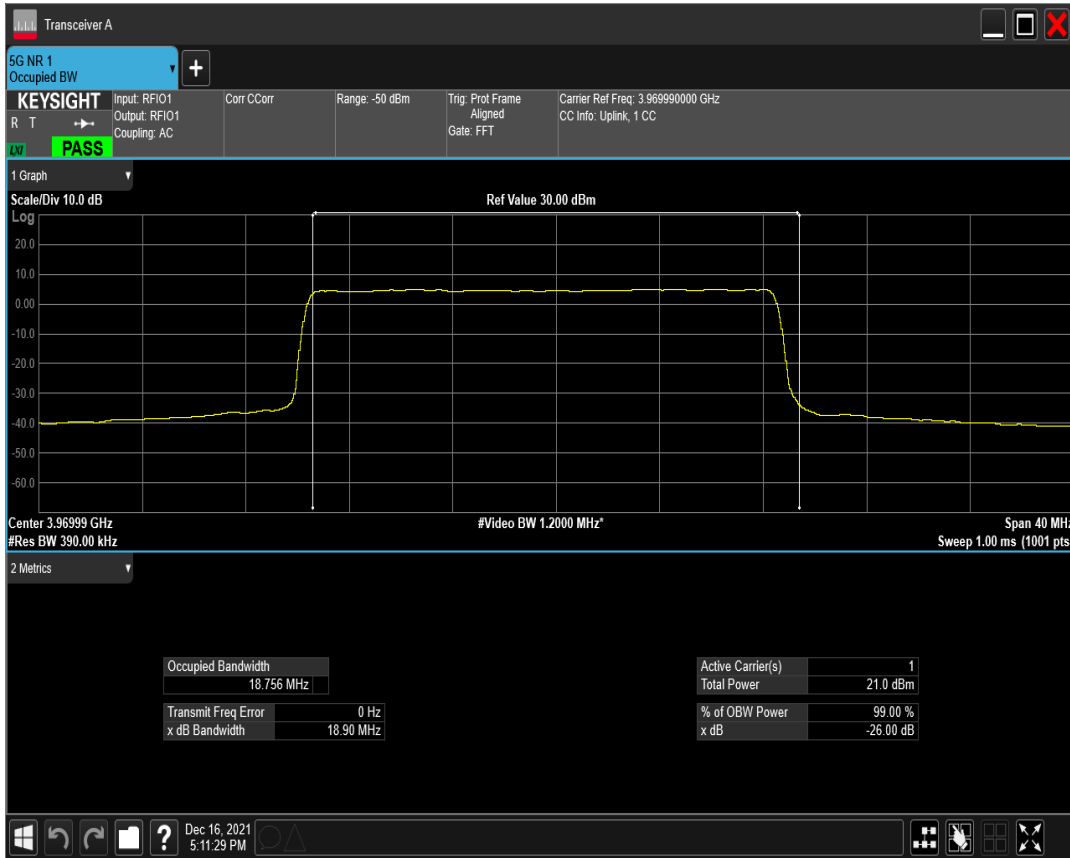 Transceiver A
5G NR 1
Occupied BW
KEYSIGHT
R T
LXI
PASS
Input: RFIO1
Output: RFIO1
Coupling: AC
Corr CCorr
Range: -50 dBm
Trig: Prot Frame
Aligned
Gate: FFT
Carrier Ref Freq: 3.969990000 GHz
CC Info: Uplink, 1 CC
1 Graph
Scale/Div 10.0 dB
Ref Value 30.00 dBm
Log
20.0
10.0
0.00
-10.0
-20.0
-30.0
-40.0
-50.0
-60.0
Center 3.96999 GHz
#Video BW 1.2000 MHz*
Span 40 MHz
#Res BW 390.00 kHz
Sweep 1.00 ms (1001 pts
2 Metrics
Occupied Bandwidth
18.756 MHz
Transmit Freq Error 0 Hz
x dB Bandwidth 18.90 MHz
Active Carrier(s) 1
Total Power 21.0 dBm
% of OBW Power 99.00 %
x dB -26.00 dB
?
Dec 16, 2021
5:11:29 PM